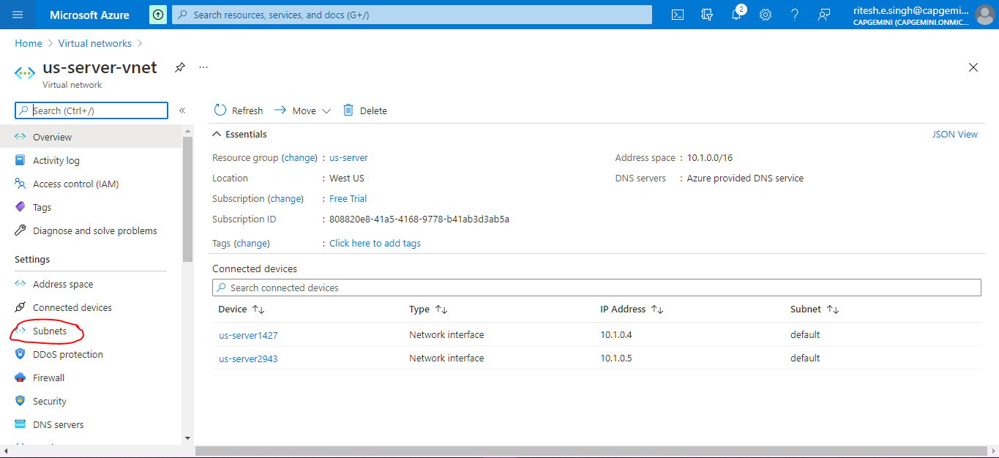 Microsoft Azure
Search resources, services, and docs (G+/)
2
ritesh.e.singh@capgemi...
CAPGEMINI (CAPGEMINI.ONMIC...
Home > Virtual networks >
us-server-vnet
Virtual network
Search (Ctrl+/)
«
Refresh Move Delete
Overview
Activity log
Access control (IAM)
Tags
Diagnose and solve problems
Settings
Address space
Connected devices
Subnets
DDoS protection
Firewall
Security
DNS servers
Essentials
JSON View
Resource group (change) : us-server
Location : West US
Subscription (change) : Free Trial
Subscription ID : 808820e8-41a5-4168-9778-b41ab3d3ab5a
Tags (change) : Click here to add tags
Address space : 10.1.0.0/16
DNS servers : Azure provided DNS service
Connected devices
Search connected devices
Device Type IP Address Subnet
us-server1427 Network interface 10.1.0.4 default
us-server2943 Network interface 10.1.0.5 default